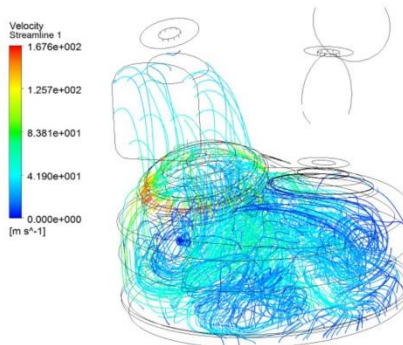 Velocity
Streamline 1
1.676e+002
1.257e+002
8.381e+001
4.190e+001
0.000e+000
[m s^-1]